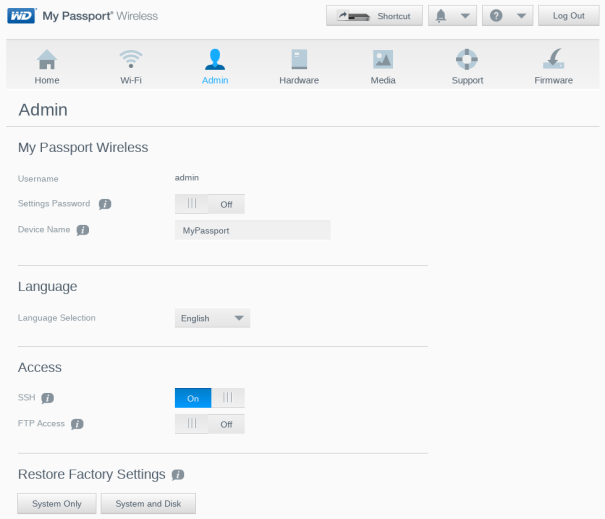 WD My Passport® Wireless Shortcut ? Log Out
Home Wi-Fi Admin Hardware Media Support Firmware
Admin
My Passport Wireless
Username admin
Settings Password i Off
Device Name i MyPassport
Language
Language Selection English
Access
SSH i On
FTP Access i Off
Restore Factory Settings i
System Only System and Disk